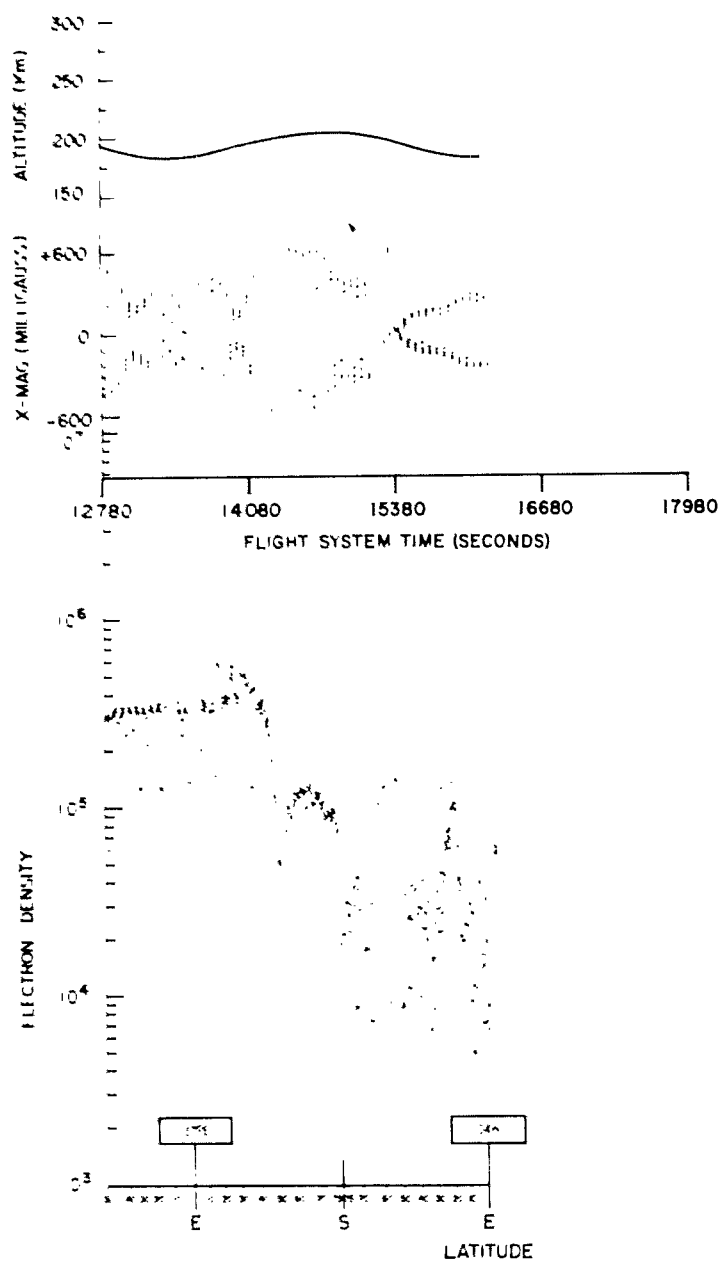 300
250
200
150
ALTITUDE (Km)
+600
0
-600
X-MAG (MILLIGAUSS)
12780 14080 15380 16680 17980
FLIGHT SYSTEM TIME (SECONDS)
10⁶
10⁵
10⁴
10³
ELECTRON DENSITY
E S E
LATITUDE